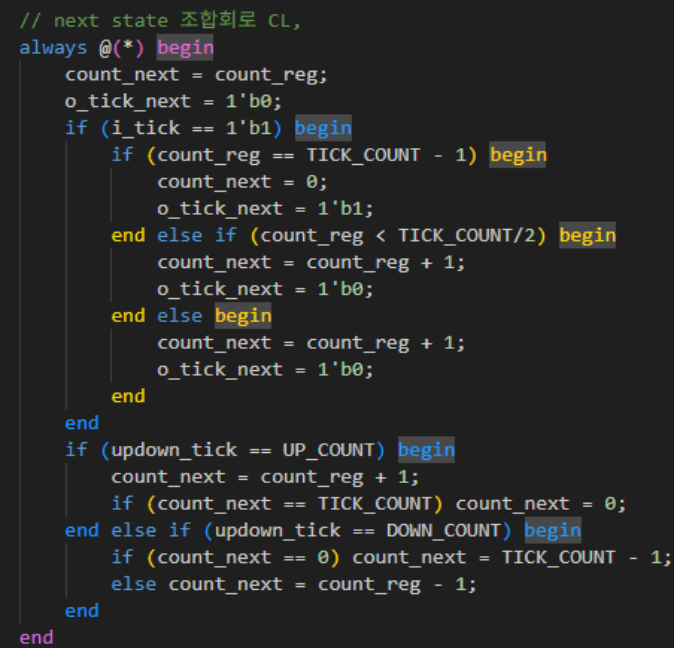 // next state 조합회로 CL,
always @(*) begin
    count_next = count_reg;
    o_tick_next = 1'b0;
    if (i_tick == 1'b1) begin
        if (count_reg == TICK_COUNT - 1) begin
            count_next = 0;
            o_tick_next = 1'b1;
        end else if (count_reg < TICK_COUNT/2) begin
            count_next = count_reg + 1;
            o_tick_next = 1'b0;
        end else begin
            count_next = count_reg + 1;
            o_tick_next = 1'b0;
        end
    end
    if (updown_tick == UP_COUNT) begin
        count_next = count_reg + 1;
        if (count_next == TICK_COUNT) count_next = 0;
    end else if (updown_tick == DOWN_COUNT) begin
        if (count_next == 0) count_next = TICK_COUNT - 1;
        else count_next = count_reg - 1;
    end
end